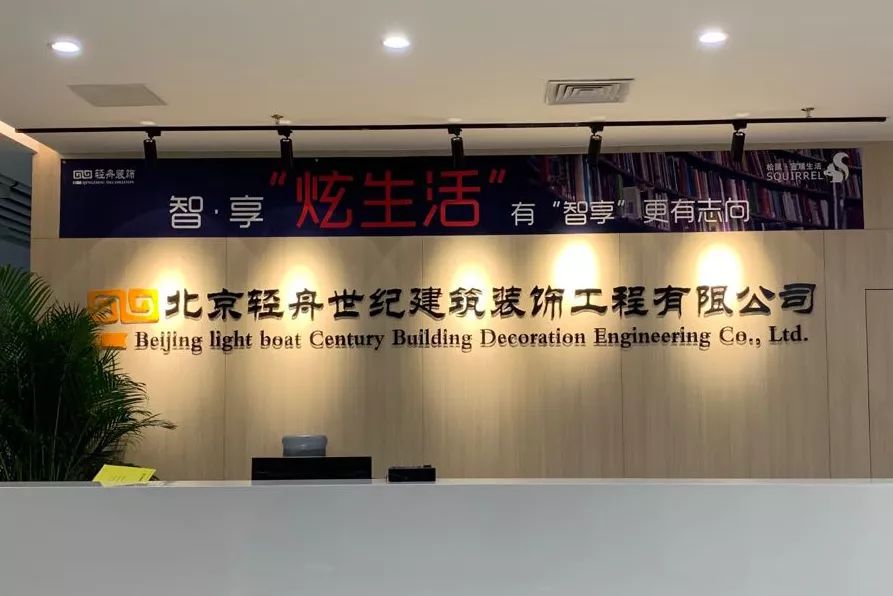 轻舟装饰
QINGZHOU DECORATION
智·享"炫生活"有"智享"更有志向
SQUIRREL
北京轻舟世纪建筑装饰工程有限公司
Beijing light boat Century Building Decoration Engineering Co., Ltd.